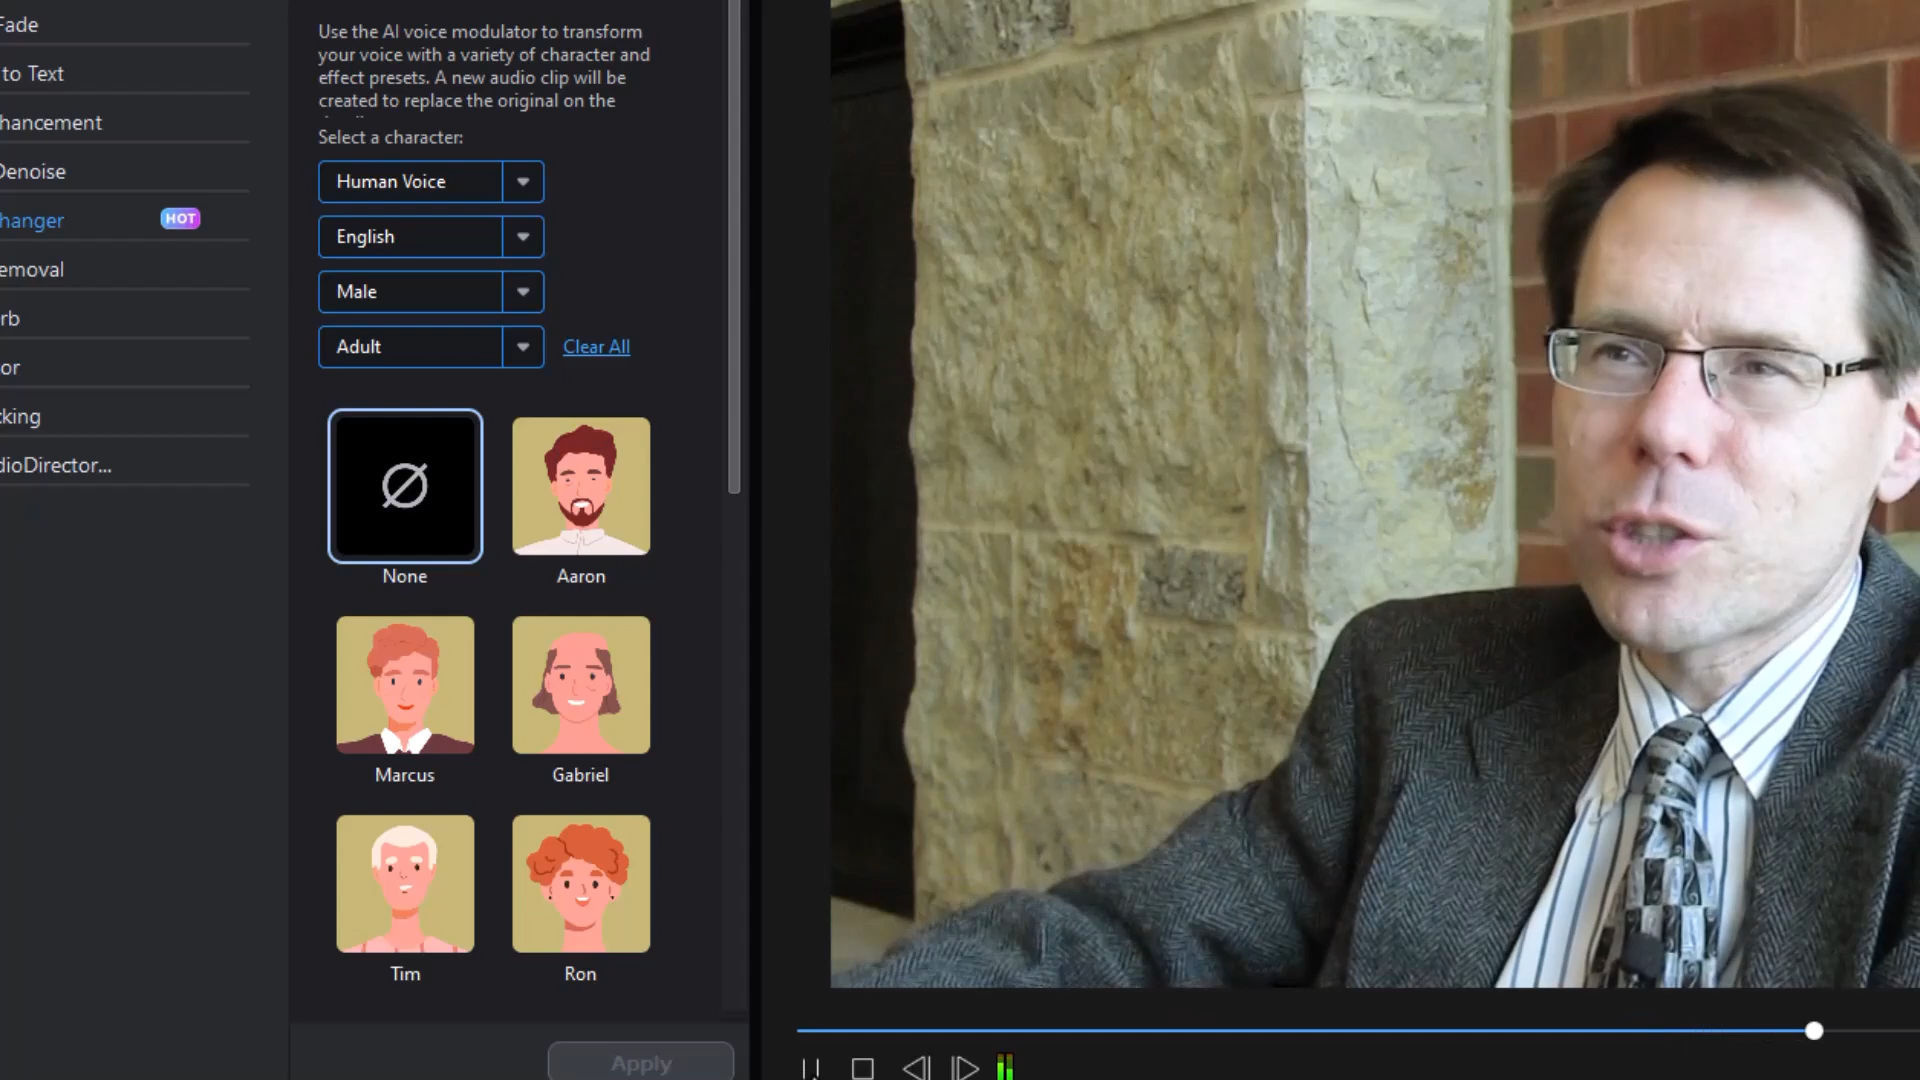 Fade
to Text
hancement
Denoise
hanger
HOT
emoval
rb
or
king
dioDirector...
Use the AI voice modulator to transform
your voice with a variety of character and
effect presets. A new audio clip will be
created to replace the original on the
Select a character:
Human Voice
English
Male
Adult
Clear All
None
Aaron
Marcus
Gabriel
Tim
Ron
Apply